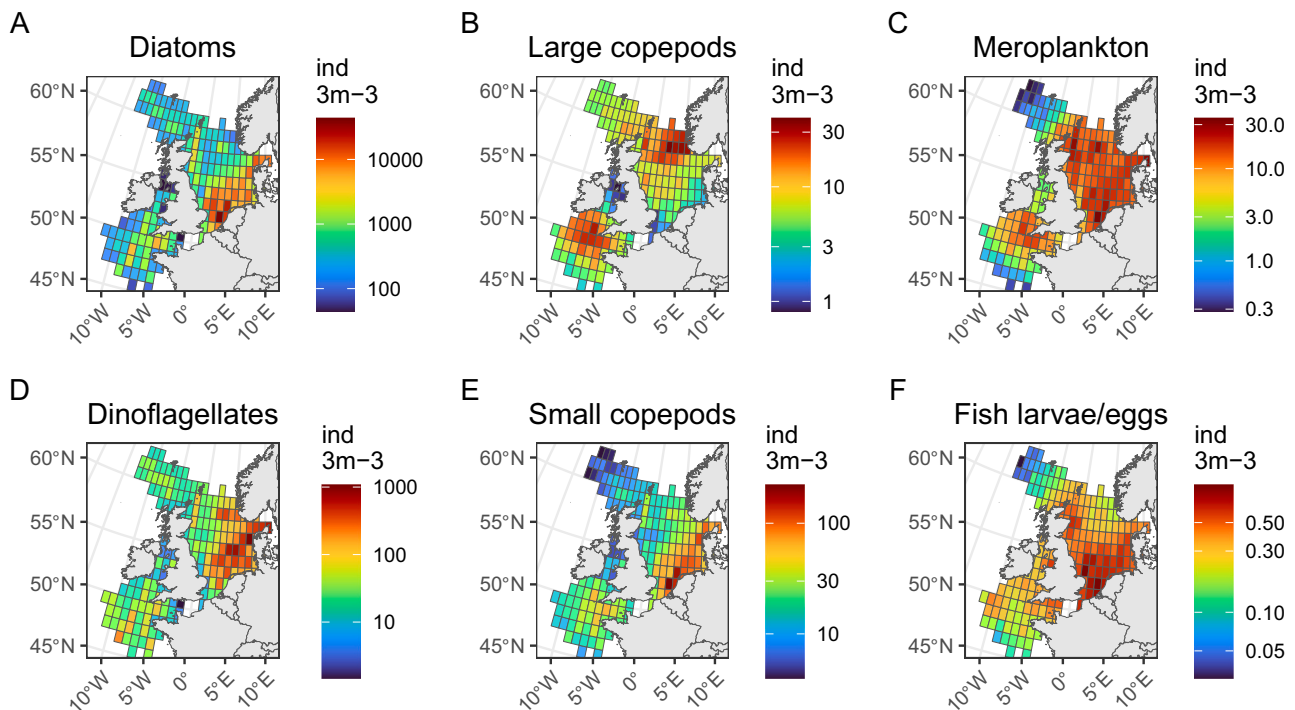 A
Diatoms
ind
3m−3
10000
1000
100
60°N
55°N
50°N
45°N
10°W
5°W
0°
5°E
10°E
B
Large copepods
ind
3m−3
30
10
3
1
60°N
55°N
50°N
45°N
10°W
5°W
0°
5°E
10°E
C
Meroplankton
ind
3m−3
30.0
10.0
3.0
1.0
0.3
60°N
55°N
50°N
45°N
10°W
5°W
0°
5°E
10°E
D
Dinoflagellates
ind
3m−3
1000
100
10
60°N
55°N
50°N
45°N
10°W
5°W
0°
5°E
10°E
E
Small copepods
ind
3m−3
100
30
10
60°N
55°N
50°N
45°N
10°W
5°W
0°
5°E
10°E
F
Fish larvae/eggs
ind
3m−3
0.50
0.30
0.10
0.05
60°N
55°N
50°N
45°N
10°W
5°W
0°
5°E
10°E